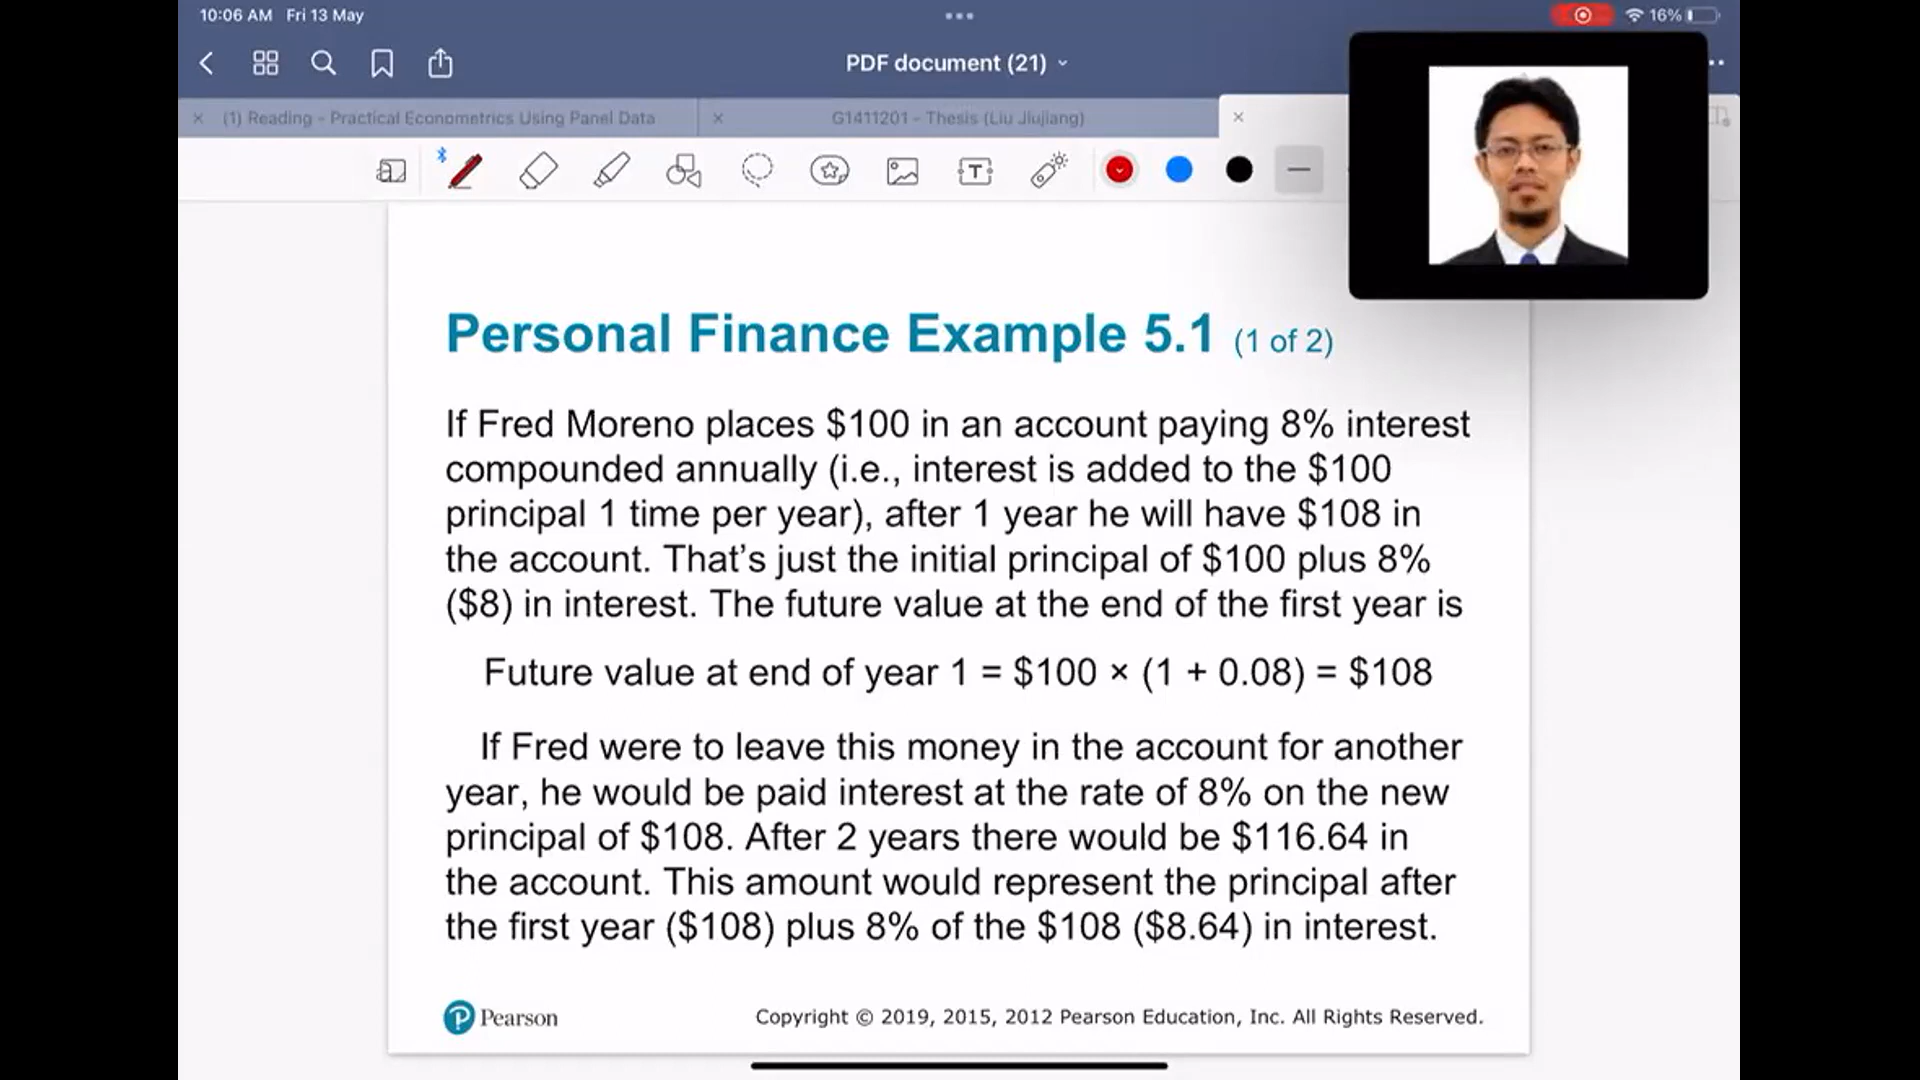 10:06 AM Fri 13 May
16%
PDF document (21)
(1) Reading - Practical Econometrics Using Panel Data
G1411201 - Thesis (Liu Jiujiang)
T
Personal Finance Example 5.1 (1 of 2)
If Fred Moreno places $100 in an account paying 8% interest
compounded annually (i.e., interest is added to the $100
principal 1 time per year), after 1 year he will have $108 in
the account. That’s just the initial principal of $100 plus 8%
($8) in interest. The future value at the end of the first year is
Future value at end of year 1 = $100 × (1 + 0.08) = $108
If Fred were to leave this money in the account for another
year, he would be paid interest at the rate of 8% on the new
principal of $108. After 2 years there would be $116.64 in
the account. This amount would represent the principal after
the first year ($108) plus 8% of the $108 ($8.64) in interest.
P Pearson
Copyright © 2019, 2015, 2012 Pearson Education, Inc. All Rights Reserved.